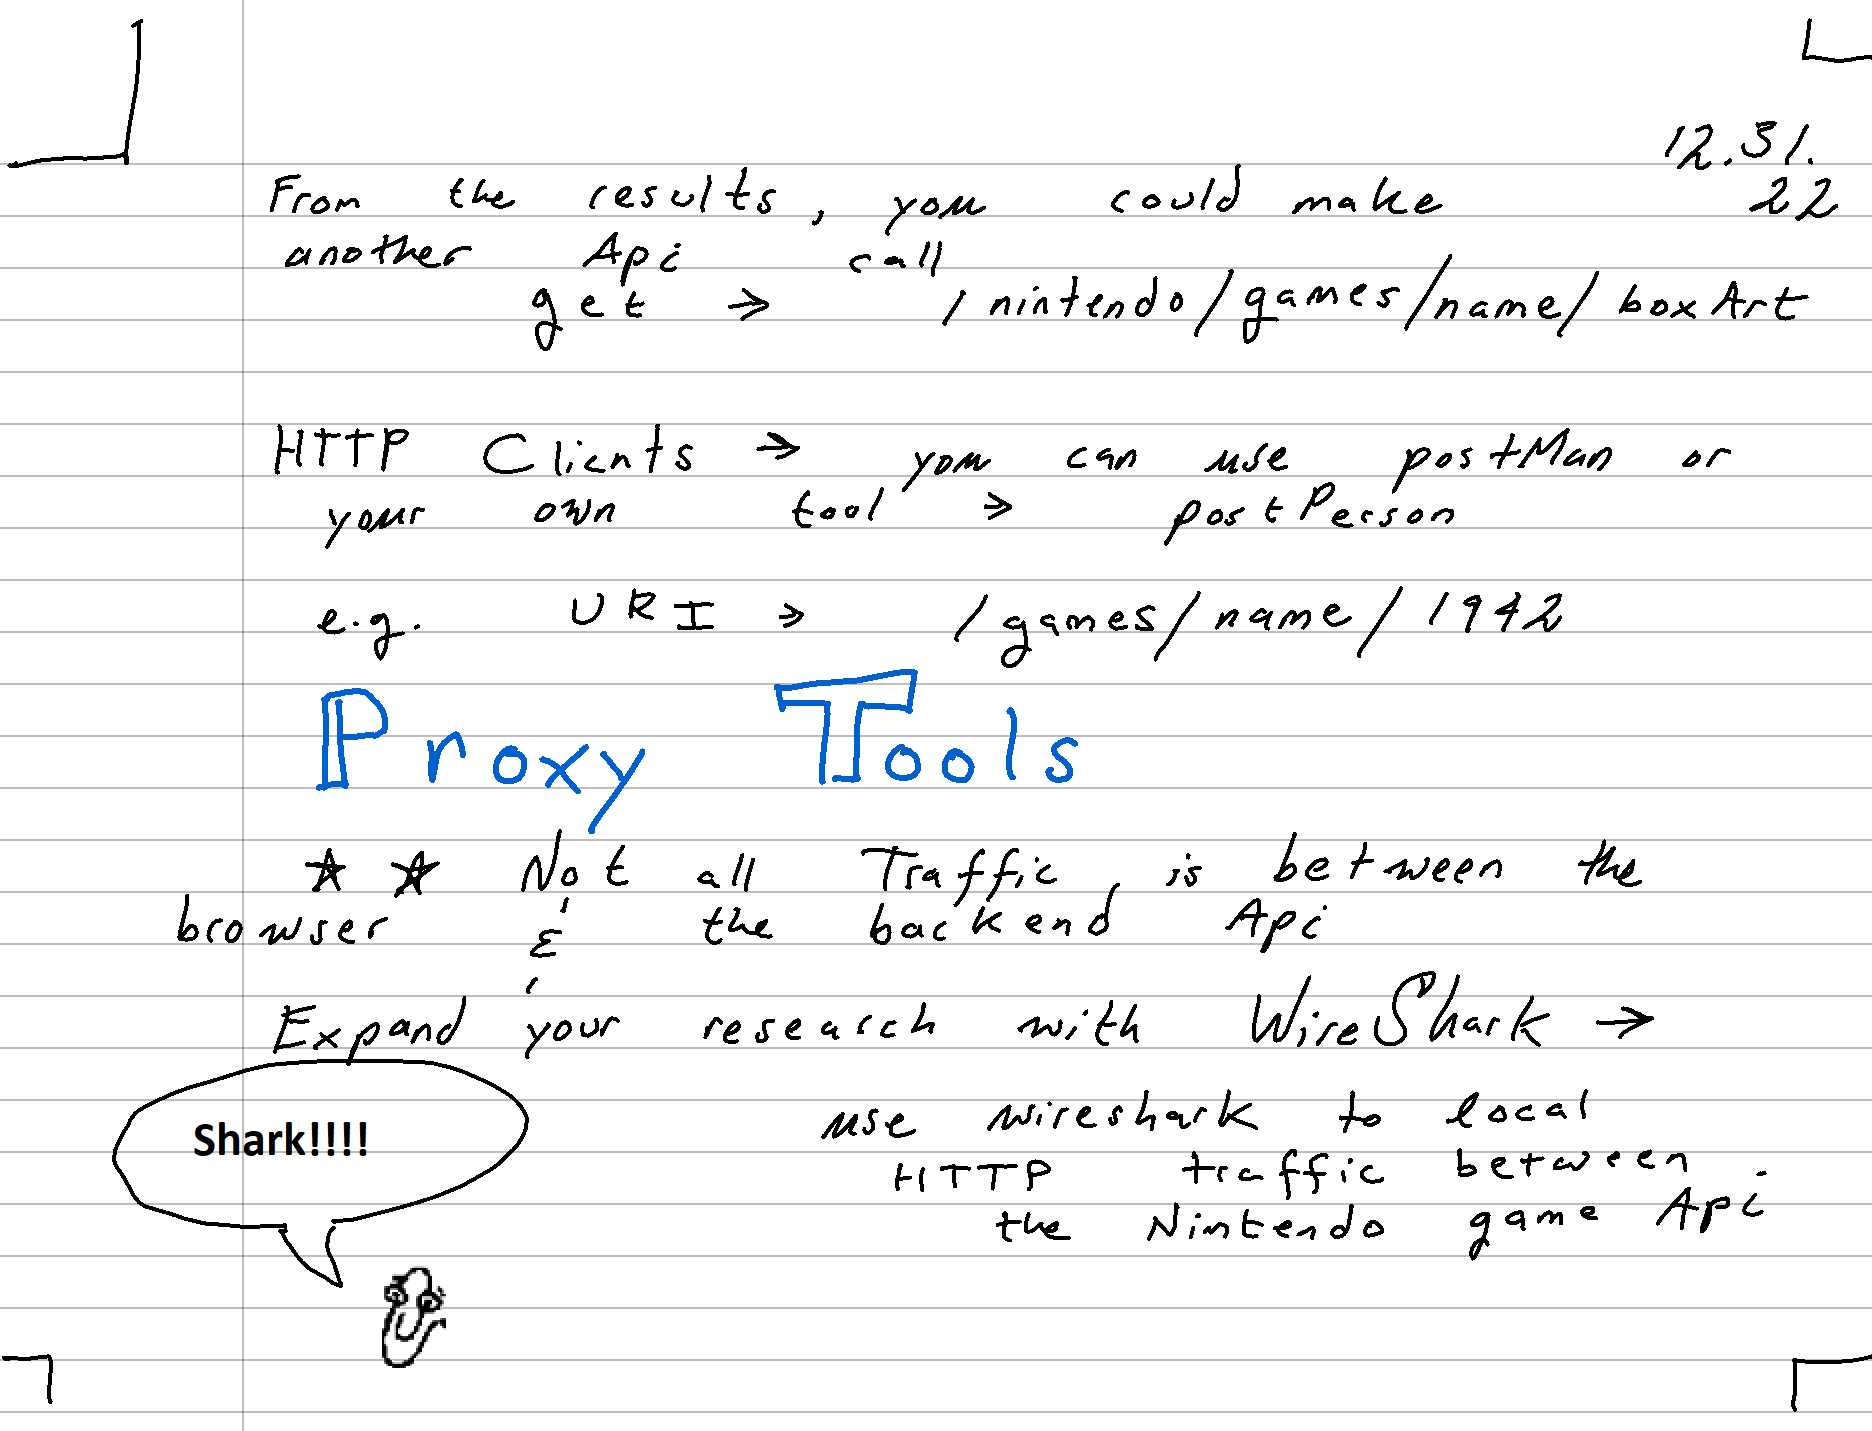 12.31.
22
From the results, you could make
another Api call
get → /nintendo/games/name/boxArt
HTTP Clients → you can use postMan or
your own tool → postPerson
e.g. URI → /games/name/1942
Proxy Tools
☆ ☆ Not all Traffic is between the
browser & the backend Api
Expand your research with WireShark →
use wireshark to local
HTTP traffic between
the Nintendo game Api
Shark!!!!